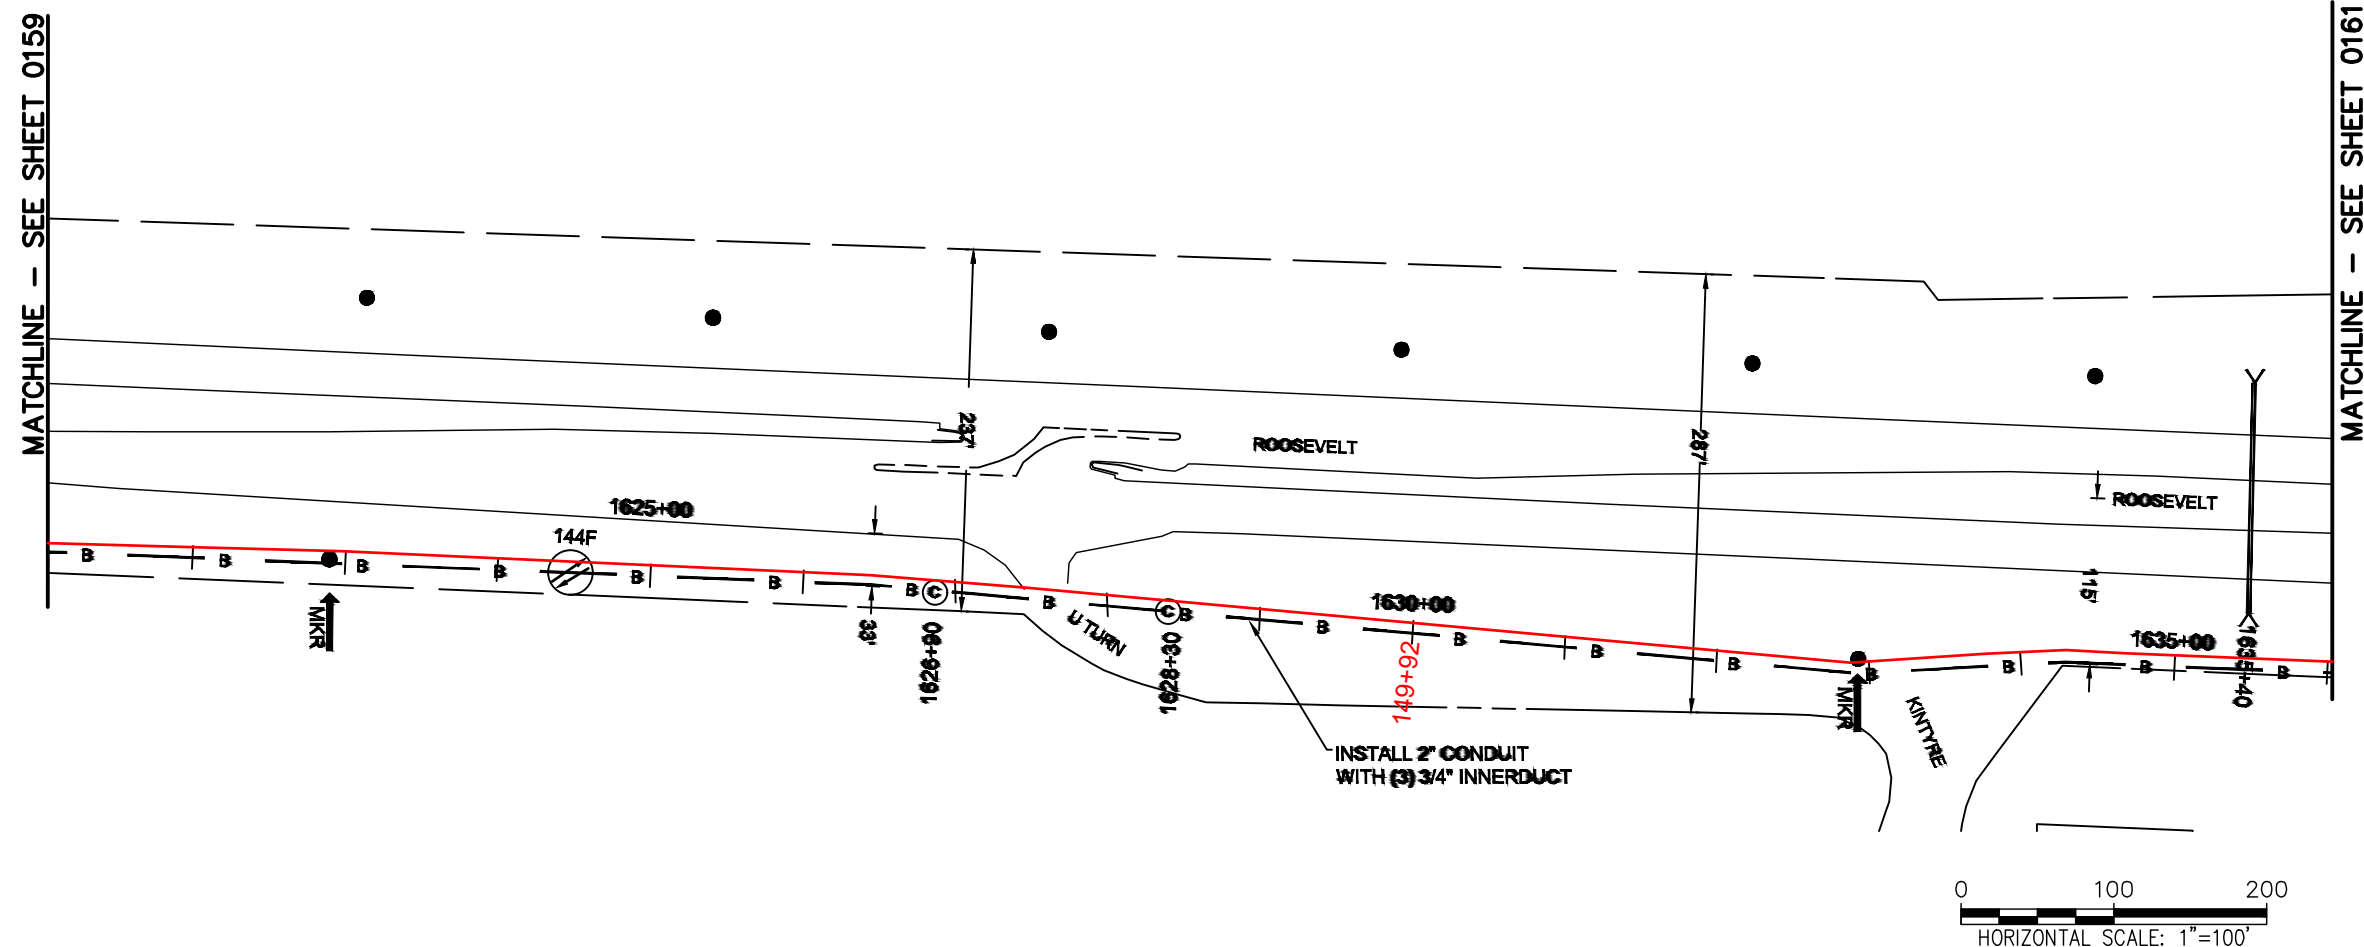 MATCHLINE - SEE SHEET 0159
MATCHLINE - SEE SHEET 0161
237'
ROOSEVELT
287'
ROOSEVELT
1625+00
144F
B B B B B B B B B B B B B B B B B
C
C
MKR
33'
1626+90
U TURN
1628+30
1630+00
149+92
115'
1635+00
1635+40
MKR
KINTYRE
INSTALL 2" CONDUIT
WITH (3) 3/4" INNERDUCT
0 100 200
HORIZONTAL SCALE: 1"=100'